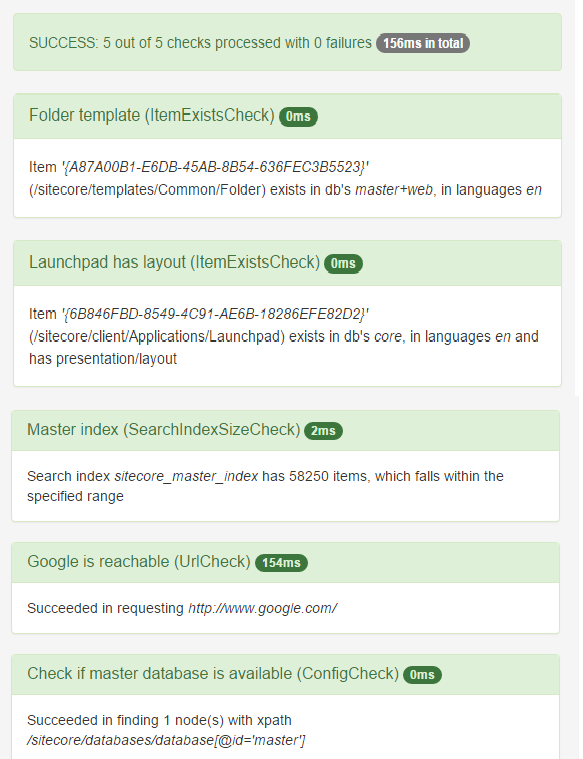 SUCCESS: 5 out of 5 checks processed with 0 failures 156ms in total
Folder template (ItemExistsCheck) 0ms
Item '{A87A00B1-E6DB-45AB-8B54-636FEC3B5523}'
(/sitecore/templates/Common/Folder) exists in db's master+web, in languages en
Launchpad has layout (ItemExistsCheck) 0ms
Item '{6B846FBD-8549-4C91-AE6B-18286EFE82D2}'
(/sitecore/client/Applications/Launchpad) exists in db's core, in languages en and
has presentation/layout
Master index (SearchIndexSizeCheck) 2ms
Search index sitecore_master_index has 58250 items, which falls within the
specified range
Google is reachable (UrlCheck) 154ms
Succeeded in requesting http://www.google.com/
Check if master database is available (ConfigCheck) 0ms
Succeeded in finding 1 node(s) with xpath
/sitecore/databases/database[@id='master']